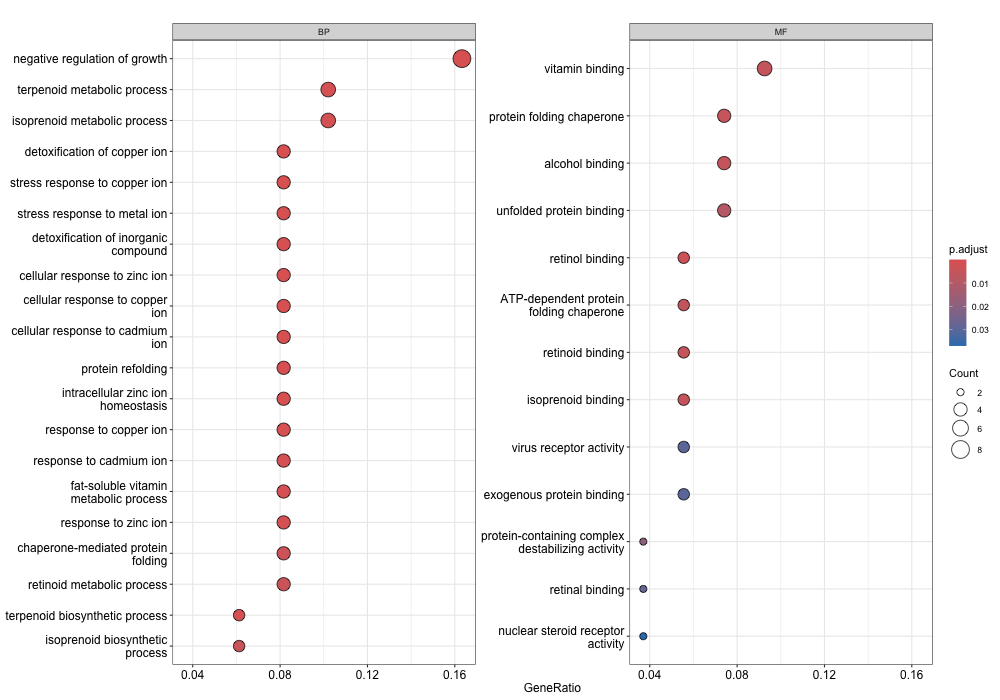 BP
negative regulation of growth
terpenoid metabolic process
isoprenoid metabolic process
detoxification of copper ion
stress response to copper ion
stress response to metal ion
detoxification of inorganic
compound
cellular response to zinc ion
cellular response to copper
ion
cellular response to cadmium
ion
protein refolding
intracellular zinc ion
homeostasis
response to copper ion
response to cadmium ion
fat-soluble vitamin
metabolic process
response to zinc ion
chaperone-mediated protein
folding
retinoid metabolic process
terpenoid biosynthetic process
isoprenoid biosynthetic
process
0.04 0.08 0.12 0.16
MF
vitamin binding
protein folding chaperone
alcohol binding
unfolded protein binding
retinol binding
ATP-dependent protein
folding chaperone
retinoid binding
isoprenoid binding
virus receptor activity
exogenous protein binding
protein-containing complex
destabilizing activity
retinal binding
nuclear steroid receptor
activity
0.04 0.08 0.12 0.16
GeneRatio
p.adjust
0.01
0.02
0.03
Count
2
4
6
8